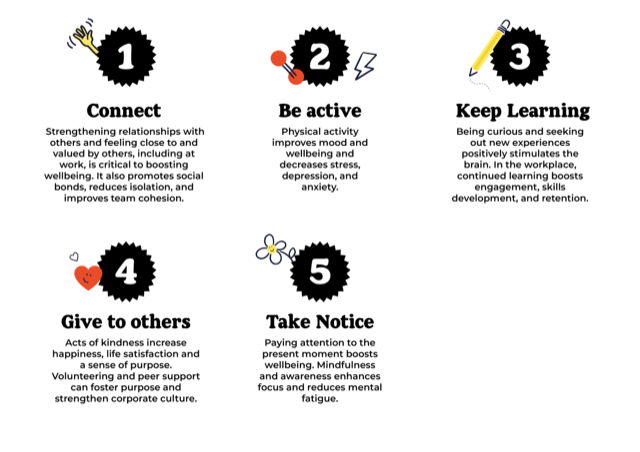 1
Connect
Strengthening relationships with
others and feeling close to and
valued by others, including at
work, is critical to boosting
wellbeing. It also promotes social
bonds, reduces isolation, and
improves team cohesion.
2
Be active
Physical activity
improves mood and
wellbeing and
decreases stress,
depression, and
anxiety.
3
Keep Learning
Being curious and seeking
out new experiences
positively stimulates the
brain. In the workplace,
continued learning boosts
engagement, skills
development, and retention.
4
Give to others
Acts of kindness increase
happiness, life satisfaction and
a sense of purpose.
Volunteering and peer support
can foster purpose and
strengthen corporate culture.
5
Take Notice
Paying attention to the
present moment boosts
wellbeing. Mindfulness
and awareness enhances
focus and reduces mental
fatigue.